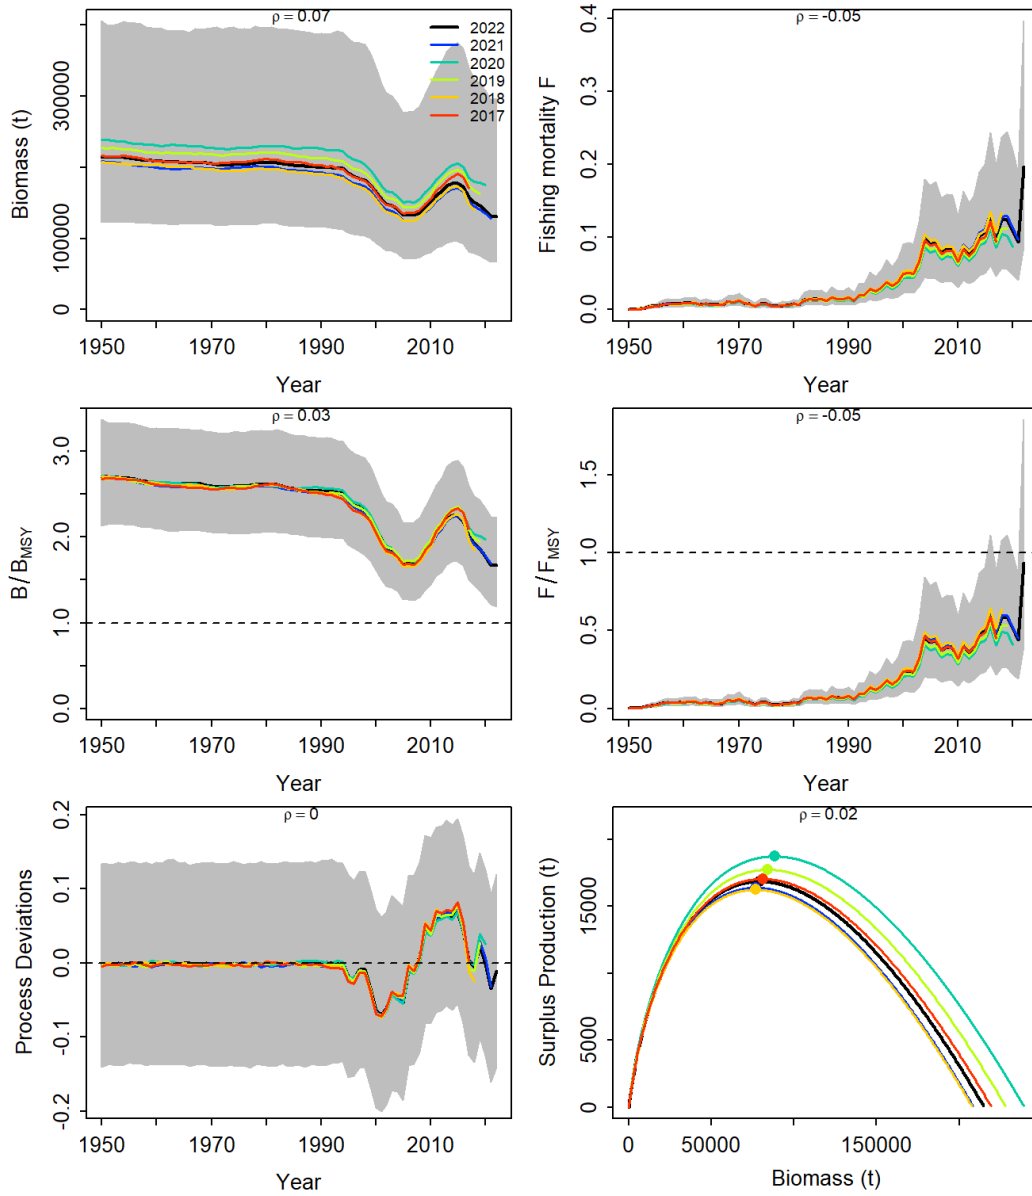 ρ = 0.07
2022
2021
2020
2019
2018
2017
Biomass (t)
0
100000
300000
1950
1970
1990
2010
Year
ρ = -0.05
Fishing mortality F
0.0
0.1
0.2
0.3
0.4
1950
1970
1990
2010
Year
ρ = 0.03
B/BMSY
0.0
1.0
2.0
3.0
1950
1970
1990
2010
Year
ρ = -0.05
F/FMSY
0.0
0.5
1.0
1.5
1950
1970
1990
2010
Year
ρ = 0
Process Deviations
-0.2
-0.1
0.0
0.1
0.2
1950
1970
1990
2010
Year
ρ = 0.02
Surplus Production (t)
0
5000
15000
0
50000
150000
Biomass (t)